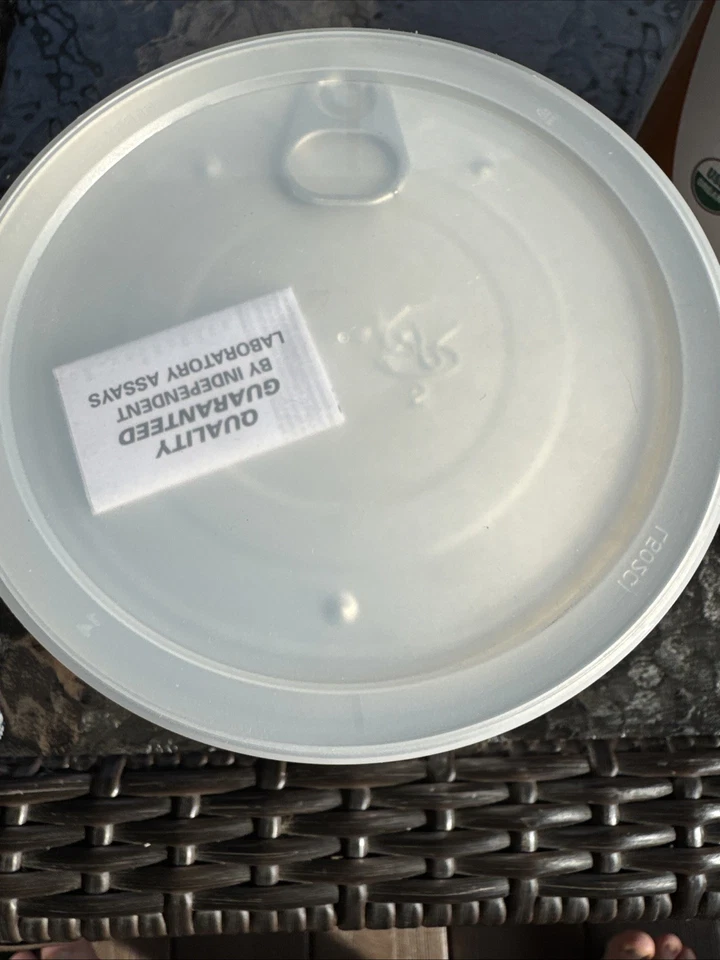 QUALITY
GUARANTEED
BY INDEPENDENT
LABORATORY ASSAYS